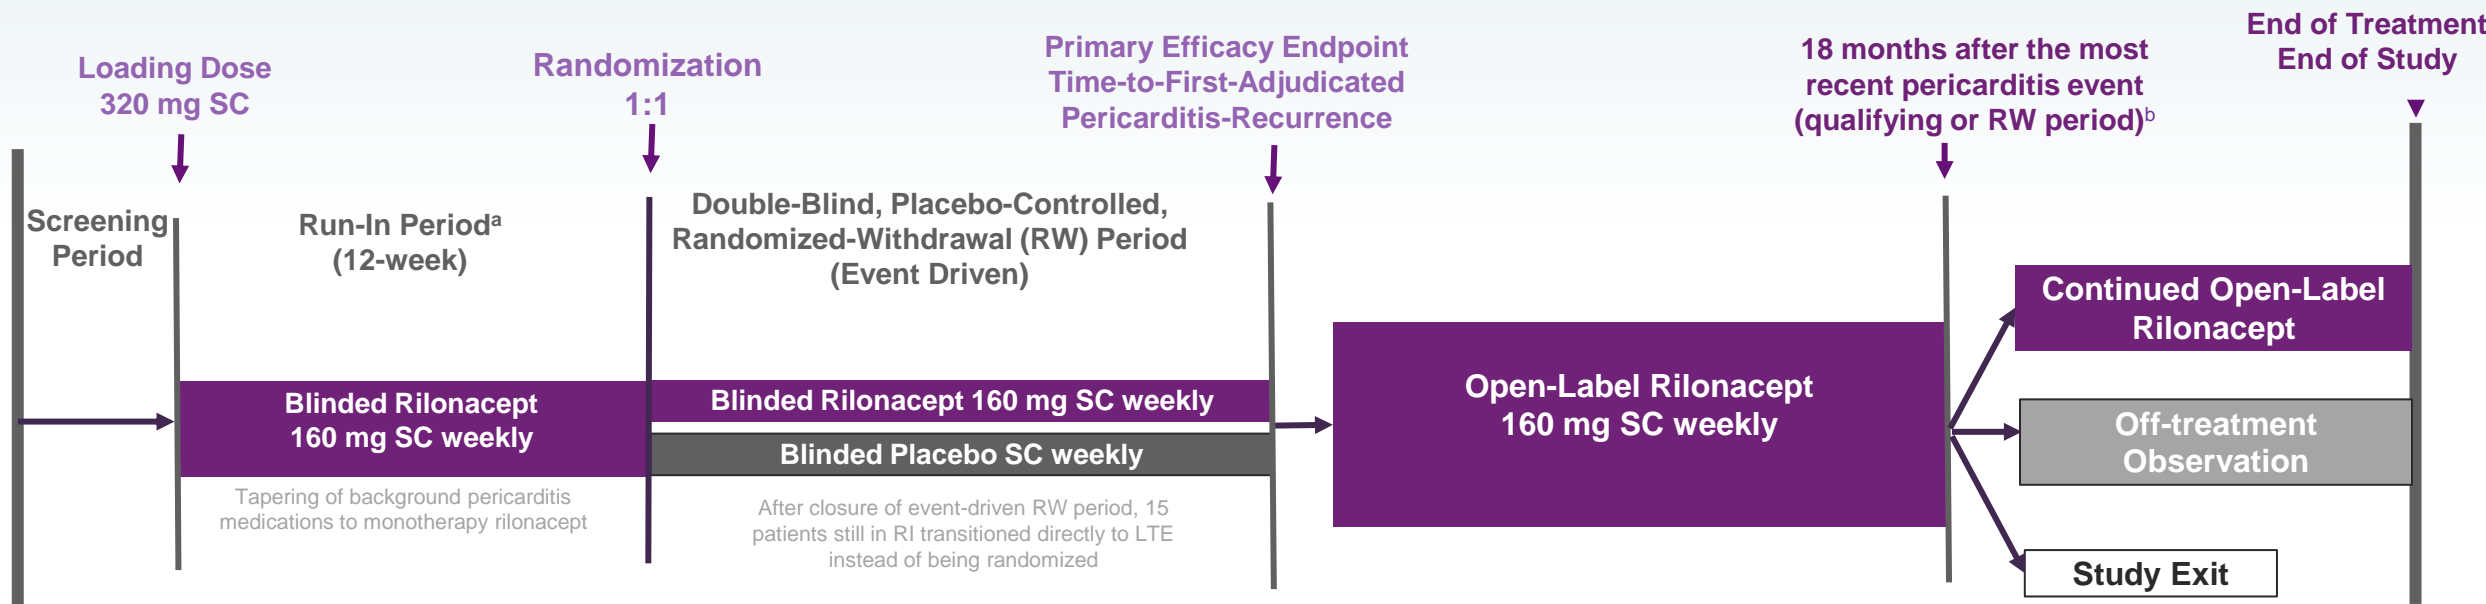 Loading Dose
320 mg SC
Randomization
1:1
Primary Efficacy Endpoint
Time-to-First-Adjudicated
Pericarditis-Recurrence
18 months after the most
recent pericarditis event
(qualifying or RW period)b
End of Treatment
End of Study
Screening
Period
Run-In Perioda
(12-week)
Double-Blind, Placebo-Controlled,
Randomized-Withdrawal (RW) Period
(Event Driven)
Blinded Rilonacept
160 mg SC weekly
Tapering of background pericarditis
medications to monotherapy rilonacept
Blinded Rilonacept 160 mg SC weekly
Blinded Placebo SC weekly
After closure of event-driven RW period, 15
patients still in RI transitioned directly to LTE
instead of being randomized
Open-Label Rilonacept
160 mg SC weekly
Continued Open-Label
Rilonacept
Off-treatment
Observation
Study Exit